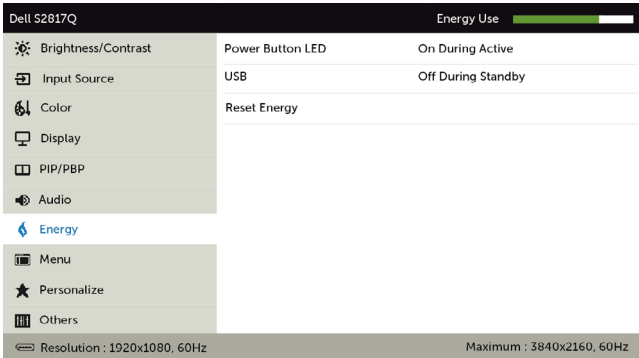 Dell S2817Q Energy Use
Brightness/Contrast Power Button LED On During Active
Input Source USB Off During Standby
Color Reset Energy
Display
PIP/PBP
Audio
Energy
Menu
Personalize
Others
Resolution : 1920x1080, 60Hz Maximum : 3840x2160, 60Hz